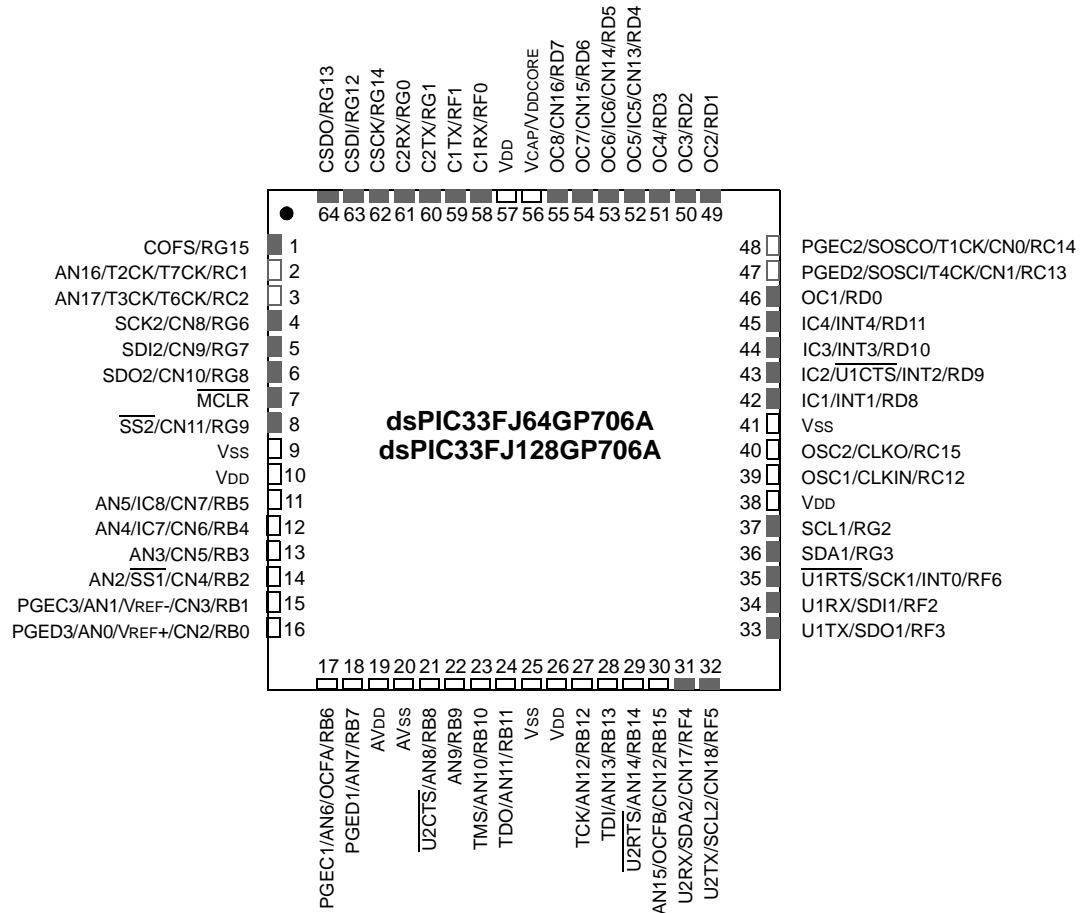 CSDO/RG13
CSDI/RG12
CSCK/RG14
C2RX/RG0
C2TX/RG1
C1TX/RF1
C1RX/RF0
VDD
VCAP/VDDCORE
OC8/CN16/RD7
OC7/CN15/RD6
OC6/IC6/CN14/RD5
OC5/IC5/CN13/RD4
OC4/RD3
OC3/RD2
OC2/RD1
64 63 62 61 60 59 58 57 56 55 54 53 52 51 50 49
COFS/RG15 1
AN16/T2CK/T7CK/RC1 2
AN17/T3CK/T6CK/RC2 3
SCK2/CN8/RG6 4
SDI2/CN9/RG7 5
SDO2/CN10/RG8 6
MCLR 7
SS2/CN11/RG9 8
VSS 9
VDD 10
AN5/IC8/CN7/RB5 11
AN4/IC7/CN6/RB4 12
AN3/CN5/RB3 13
AN2/SS1/CN4/RB2 14
PGEC3/AN1/VREF-/CN3/RB1 15
PGED3/AN0/VREF+/CN2/RB0 16
dsPIC33FJ64GP706A
dsPIC33FJ128GP706A
48 PGEC2/SOSCO/T1CK/CN0/RC14
47 PGED2/SOSCI/T4CK/CN1/RC13
46 OC1/RD0
45 IC4/INT4/RD11
44 IC3/INT3/RD10
43 IC2/U1CTS/INT2/RD9
42 IC1/INT1/RD8
41 VSS
40 OSC2/CLKO/RC15
39 OSC1/CLKIN/RC12
38 VDD
37 SCL1/RG2
36 SDA1/RG3
35 U1RTS/SCK1/INT0/RF6
34 U1RX/SDI1/RF2
33 U1TX/SDO1/RF3
17 18 19 20 21 22 23 24 25 26 27 28 29 30 31 32
PGEC1/AN6/OCFA/RB6
PGED1/AN7/RB7
AVDD
AVSS
U2CTS/AN8/RB8
AN9/RB9
TMS/AN10/RB10
TDO/AN11/RB11
VSS
VDD
TCK/AN12/RB12
TDI/AN13/RB13
U2RTS/AN14/RB14
AN15/OCFB/CN12/RB15
U2RX/SDA2/CN17/RF4
U2TX/SCL2/CN18/RF5